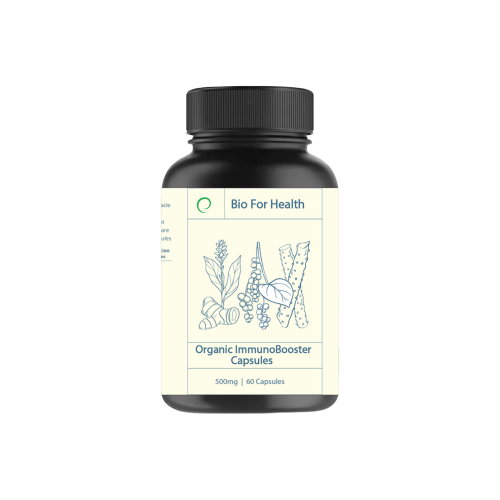 Bio For Health
Organic ImmunoBooster
Capsules
500mg | 60 Capsules